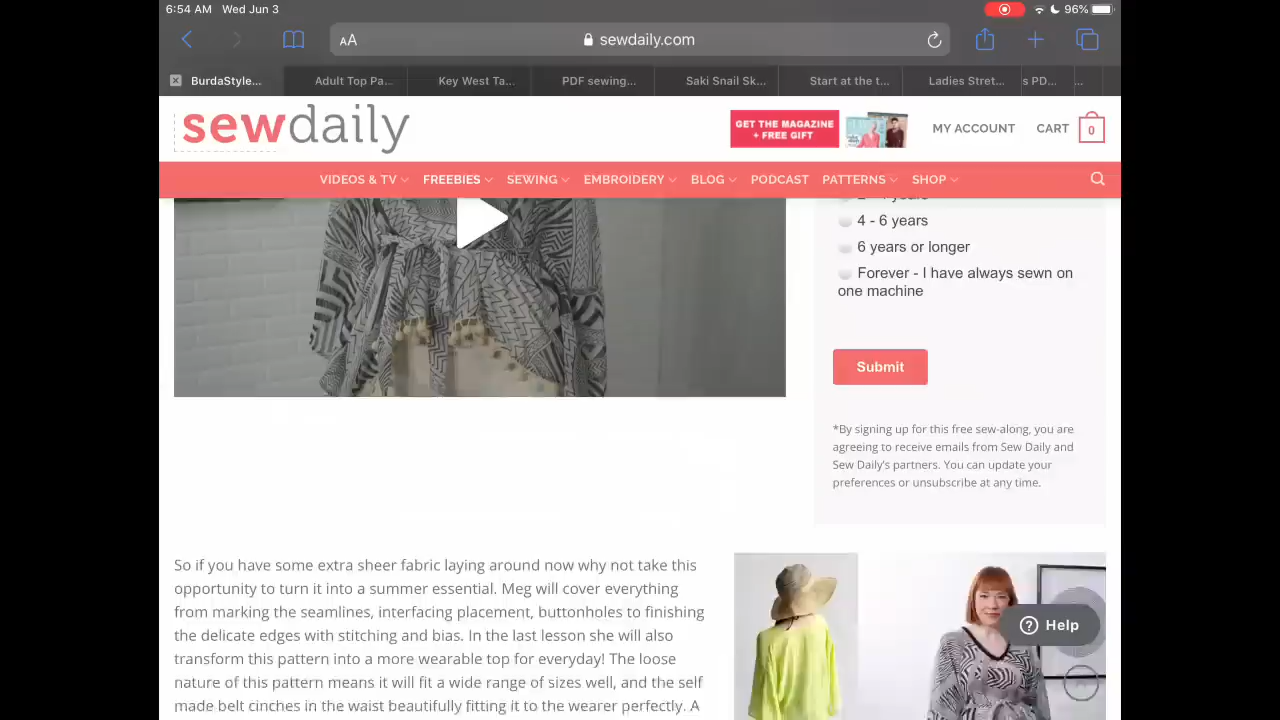 6:54 AM Wed Jun 3
96%
AA
sewdaily.com
BurdaStyle...
Adult Top Pa...
Key West Ta...
PDF sewing...
Saki Snail Sk...
Start at the t...
Ladies Stret...
s PD...
...
sewdaily
GET THE MAGAZINE
+ FREE GIFT
MY ACCOUNT
CART
0
VIDEOS & TV
FREEBIES
SEWING
EMBROIDERY
BLOG
PODCAST
PATTERNS
SHOP
4 - 6 years
6 years or longer
Forever - I have always sewn on
one machine
Submit
*By signing up for this free sew-along, you are
agreeing to receive emails from Sew Daily and
Sew Daily's partners. You can update your
preferences or unsubscribe at any time.
So if you have some extra sheer fabric laying around now why not take this
opportunity to turn it into a summer essential. Meg will cover everything
from marking the seamlines, interfacing placement, buttonholes to finishing
the delicate edges with stitching and bias. In the last lesson she will also
transform this pattern into a more wearable top for everyday! The loose
nature of this pattern means it will fit a wide range of sizes well, and the self
made belt cinches in the waist beautifully fitting it to the wearer perfectly. A
Help